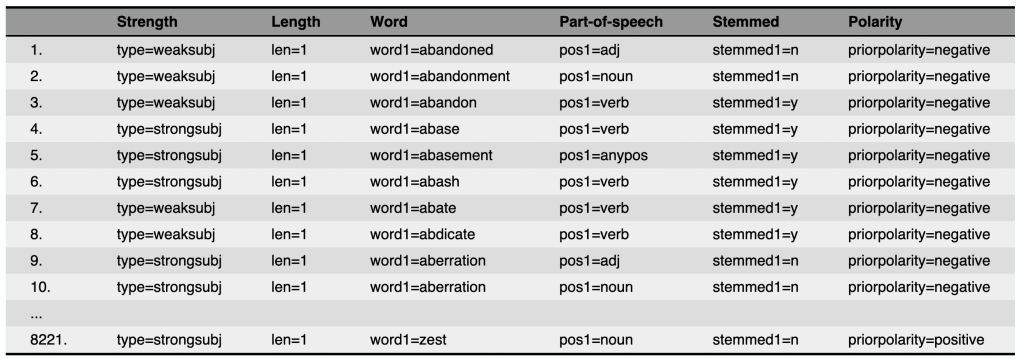 Strength Length Word Part-of-speech Stemmed Polarity
1. type=weaksubj len=1 word1=abandoned pos1=adj stemmed1=n priorpolarity=negative
2. type=weaksubj len=1 word1=abandonment pos1=noun stemmed1=n priorpolarity=negative
3. type=weaksubj len=1 word1=abandon pos1=verb stemmed1=y priorpolarity=negative
4. type=strongsubj len=1 word1=abase pos1=verb stemmed1=y priorpolarity=negative
5. type=strongsubj len=1 word1=abasement pos1=anypos stemmed1=y priorpolarity=negative
6. type=strongsubj len=1 word1=abash pos1=verb stemmed1=y priorpolarity=negative
7. type=weaksubj len=1 word1=abate pos1=verb stemmed1=y priorpolarity=negative
8. type=weaksubj len=1 word1=abdicate pos1=verb stemmed1=y priorpolarity=negative
9. type=strongsubj len=1 word1=aberration pos1=adj stemmed1=n priorpolarity=negative
10. type=strongsubj len=1 word1=aberration pos1=noun stemmed1=n priorpolarity=negative
...
8221. type=strongsubj len=1 word1=zest pos1=noun stemmed1=n priorpolarity=positive